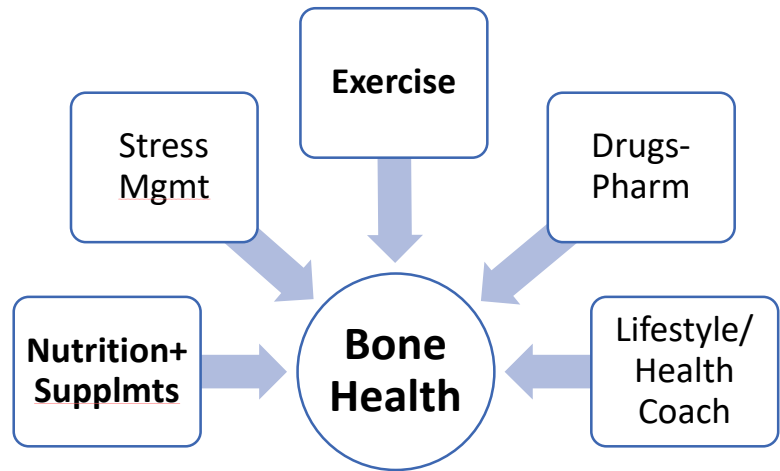 Exercise
Stress
Mgmt
Drugs-
Pharm
Nutrition+
Supplmts
Bone
Health
Lifestyle/
Health
Coach